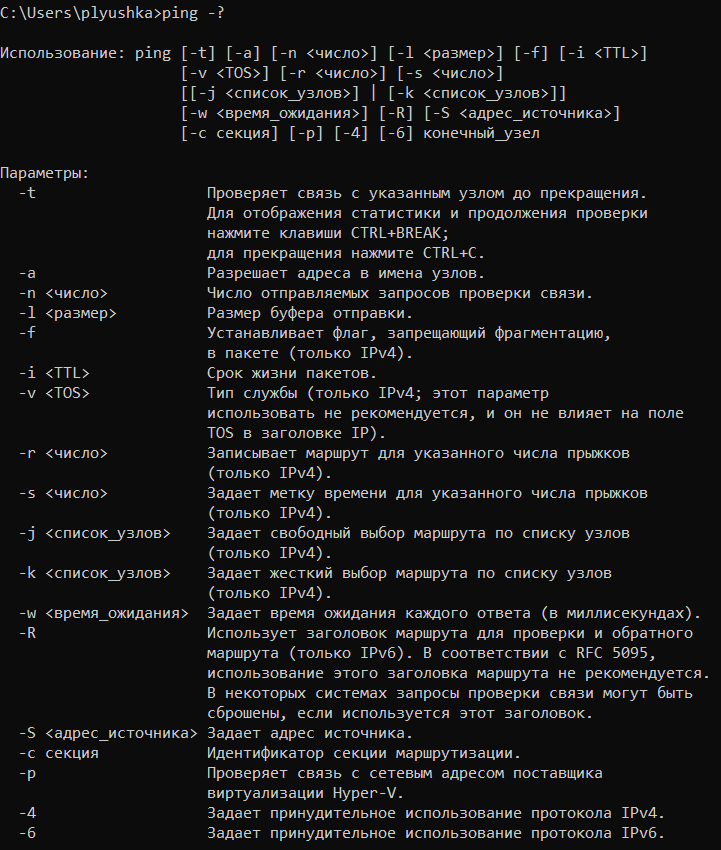 C:\Users\plyushka>ping -?
Использование: ping [-t] [-a] [-n <число>] [-l <размер>] [-f] [-i <TTL>]
[-v <TOS>] [-r <число>] [-s <число>]
[[-j <список_узлов>] | [-k <список_узлов>]]
[-w <время_ожидания>] [-R] [-S <адрес_источника>]
[-c секция] [-p] [-4] [-6] конечный_узел
Параметры:
-t Проверяет связь с указанным узлом до прекращения.
Для отображения статистики и продолжения проверки
нажмите клавиши CTRL+BREAK;
для прекращения нажмите CTRL+C.
-a Разрешает адреса в имена узлов.
-n <число> Число отправляемых запросов проверки связи.
-l <размер> Размер буфера отправки.
-f Устанавливает флаг, запрещающий фрагментацию,
в пакете (только IPv4).
-i <TTL> Срок жизни пакетов.
-v <TOS> Тип службы (только IPv4; этот параметр
использовать не рекомендуется, и он не влияет на поле
TOS в заголовке IP).
-r <число> Записывает маршрут для указанного числа прыжков
(только IPv4).
-s <число> Задает метку времени для указанного числа прыжков
(только IPv4).
-j <список_узлов> Задает свободный выбор маршрута по списку узлов
(только IPv4).
-k <список_узлов> Задает жесткий выбор маршрута по списку узлов
(только IPv4).
-w <время_ожидания> Задает время ожидания каждого ответа (в миллисекундах).
-R Использует заголовок маршрута для проверки и обратного
маршрута (только IPv6). В соответствии с RFC 5095,
использование этого заголовка маршрута не рекомендуется.
В некоторых системах запросы проверки связи могут быть
сброшены, если используется этот заголовок.
-S <адрес_источника> Задает адрес источника.
-c секция Идентификатор секции маршрутизации.
-p Проверяет связь с сетевым адресом поставщика
виртуализации Hyper-V.
-4 Задает принудительное использование протокола IPv4.
-6 Задает принудительное использование протокола IPv6.